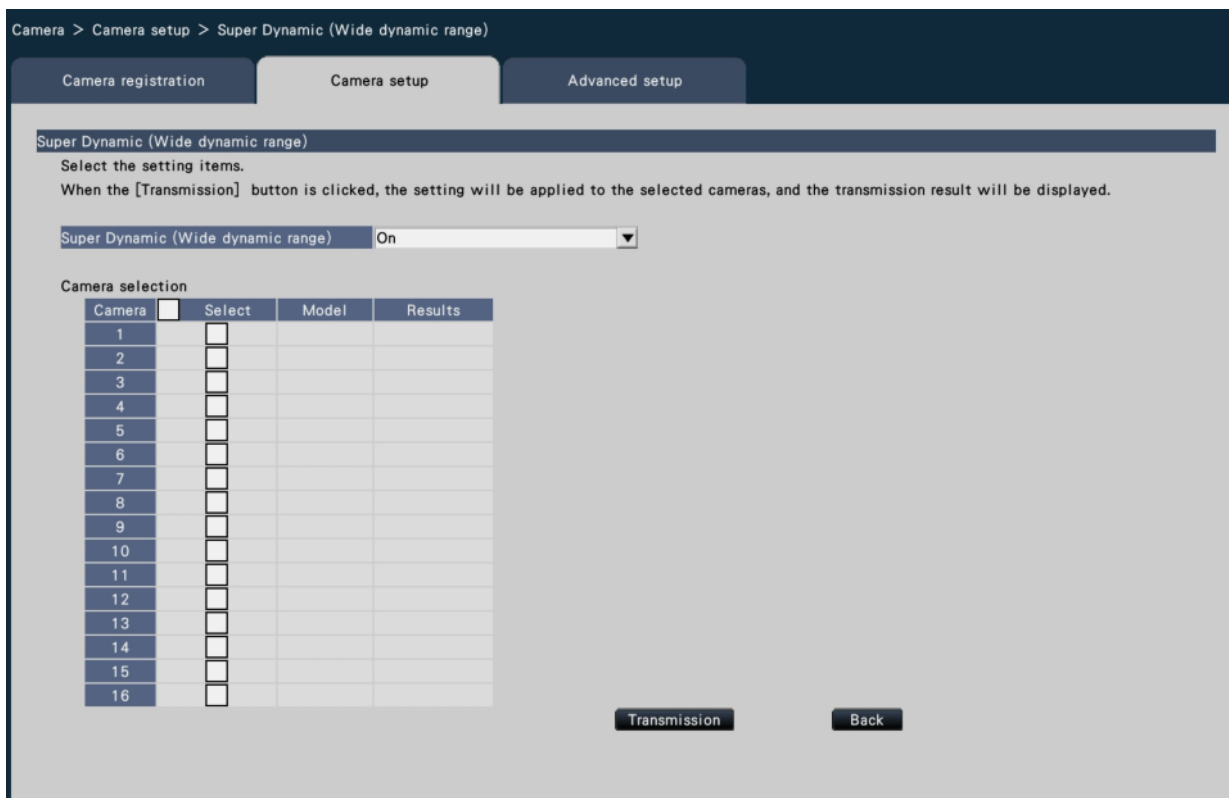 Camera > Camera setup > Super Dynamic (Wide dynamic range)
Camera registration Camera setup Advanced setup
Super Dynamic (Wide dynamic range)
Select the setting items.
When the [Transmission] button is clicked, the setting will be applied to the selected cameras, and the transmission result will be displayed.
Super Dynamic (Wide dynamic range) On
Camera selection
Camera Select Model Results
1
2
3
4
5
6
7
8
9
10
11
12
13
14
15
16
Transmission Back